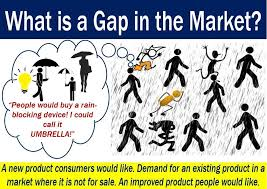 What is a Gap in the Market?
"People would buy a rain-
blocking device! I could
call it
UMBRELLA!"
A new product consumers would like. Demand for an existing product in a
market where it is not for sale. An improved product people would like.